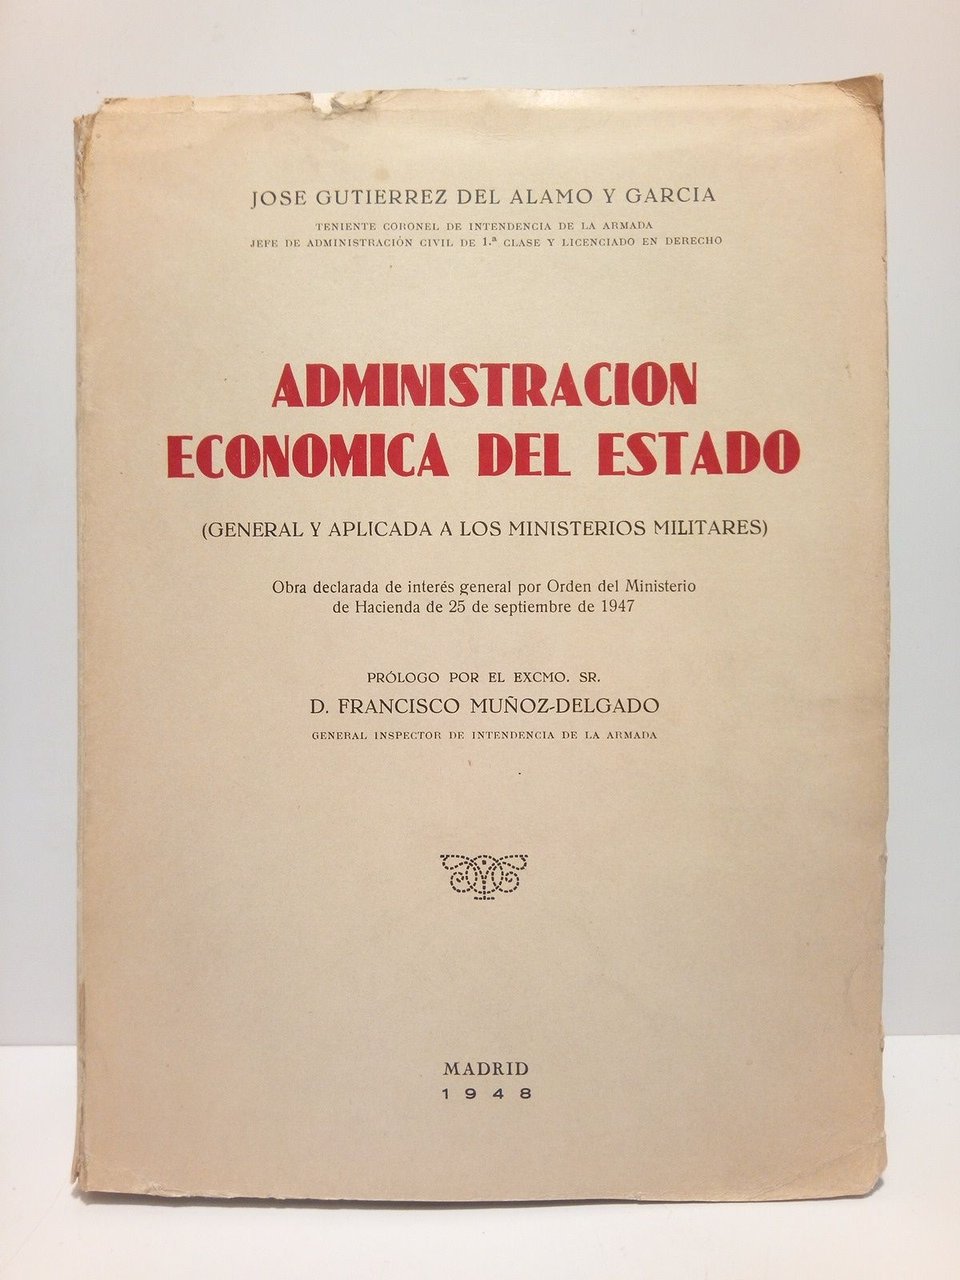 JOSE GUTIERREZ DEL ALAMO Y GARCIA
TENIENTE CORONEL DE INTENDENCIA DE LA ARMADA
JEFE DE ADMINISTRACIÓN CIVIL DE 1.ª CLASE Y LICENCIADO EN DERECHO
ADMINISTRACION
ECONOMICA DEL ESTADO
(GENERAL Y APLICADA A LOS MINISTERIOS MILITARES)
Obra declarada de interés general por Orden del Ministerio
de Hacienda de 25 de septiembre de 1947
PRÓLOGO POR EL EXCMO. SR.
D. FRANCISCO MUÑOZ-DELGADO
GENERAL INSPECTOR DE INTENDENCIA DE LA ARMADA
MADRID
1948